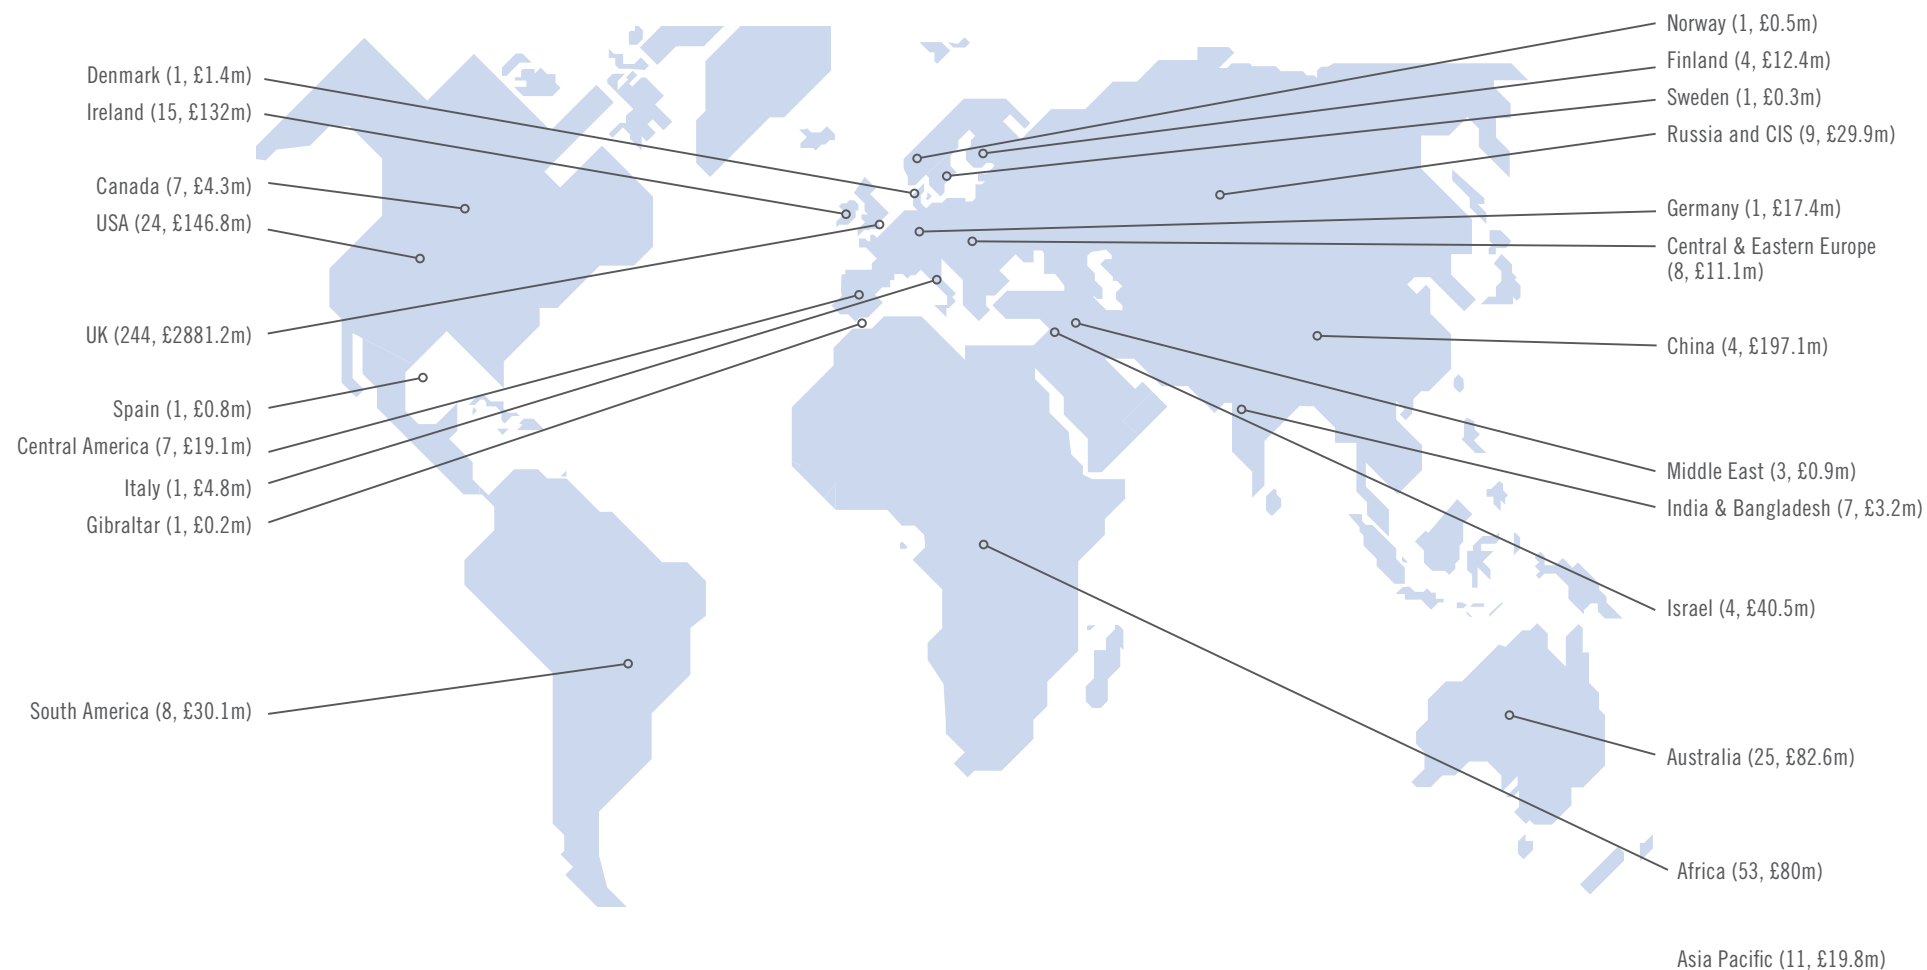 Denmark (1, £1.4m)
Ireland (15, £132m)
Canada (7, £4.3m)
USA (24, £146.8m)
UK (244, £2881.2m)
Spain (1, £0.8m)
Central America (7, £19.1m)
Italy (1, £4.8m)
Gibraltar (1, £0.2m)
South America (8, £30.1m)
Norway (1, £0.5m)
Finland (4, £12.4m)
Sweden (1, £0.3m)
Russia and CIS (9, £29.9m)
Germany (1, £17.4m)
Central & Eastern Europe
(8, £11.1m)
China (4, £197.1m)
Middle East (3, £0.9m)
India & Bangladesh (7, £3.2m)
Israel (4, £40.5m)
Australia (25, £82.6m)
Africa (53, £80m)
Asia Pacific (11, £19.8m)